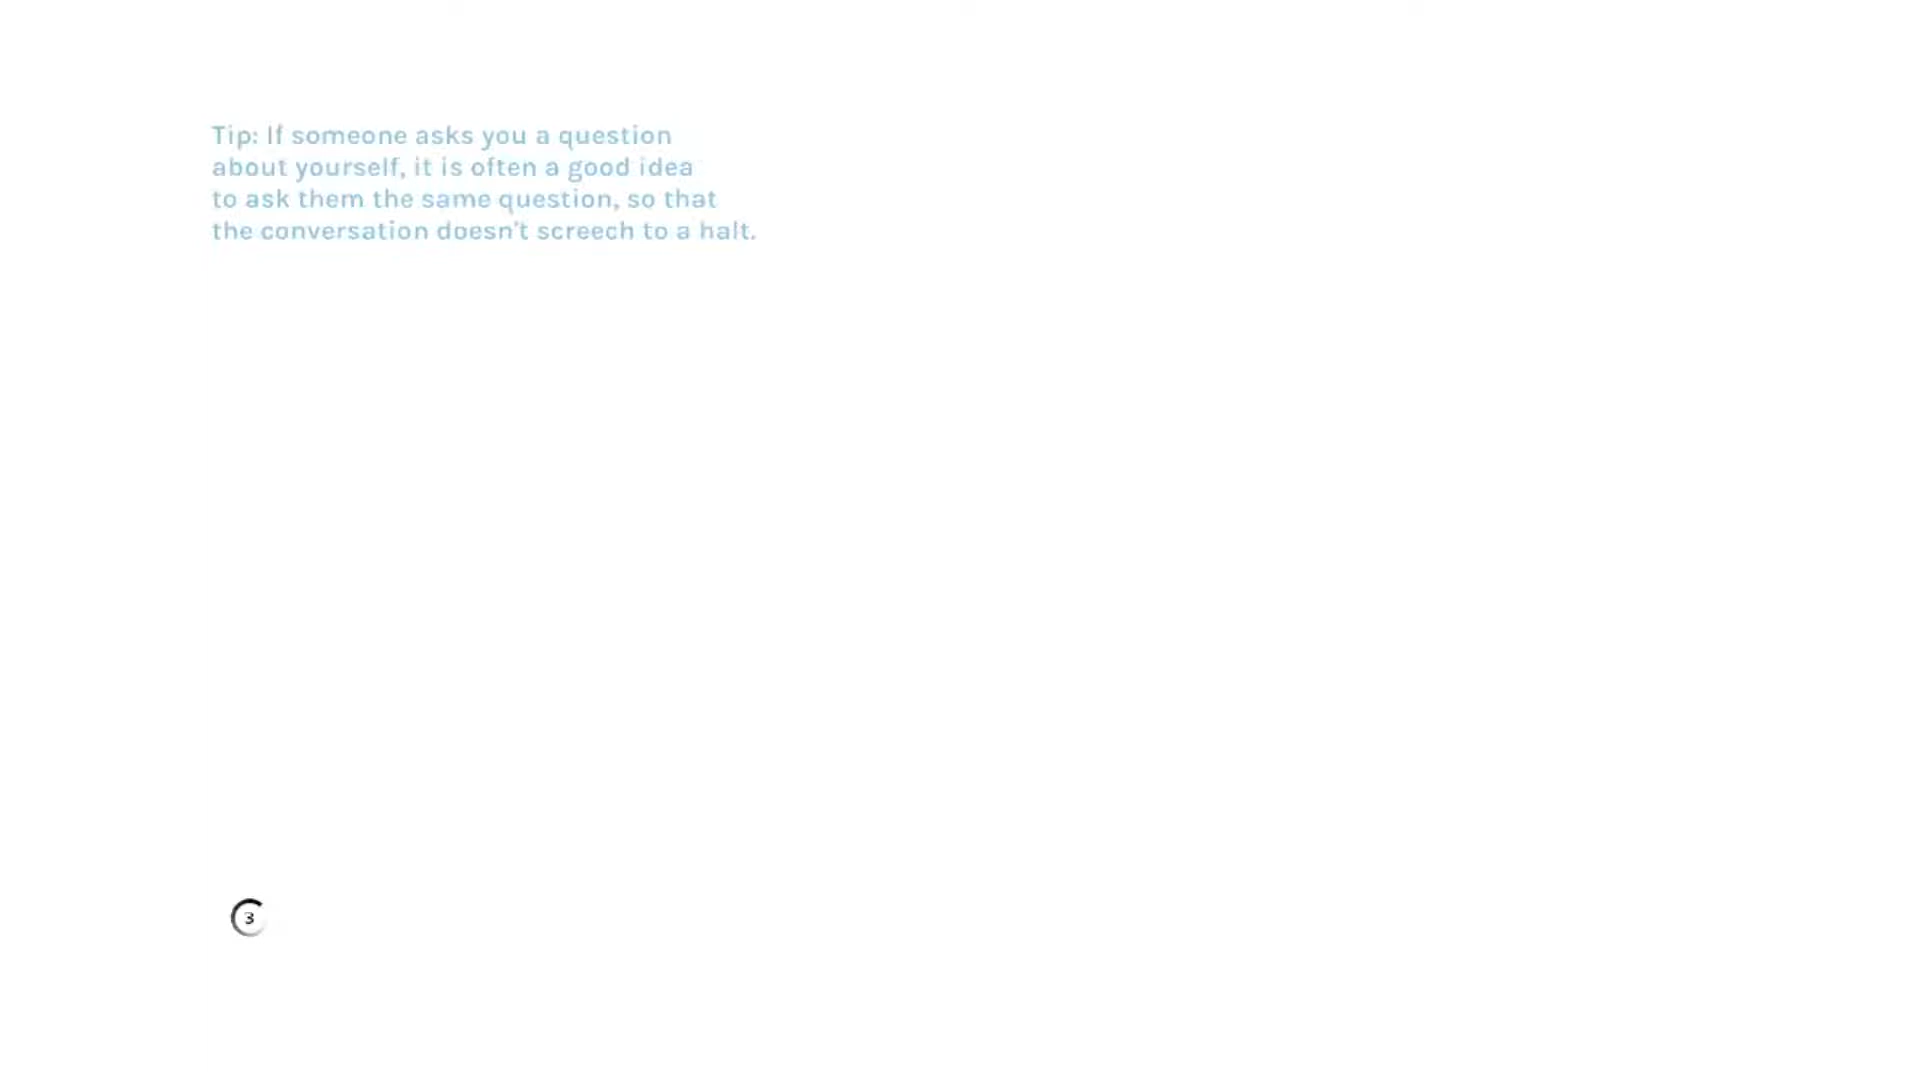 Tip: If someone asks you a question
about yourself, it is often a good idea
to ask them the same question, so that
the conversation doesn't screech to a halt.
3